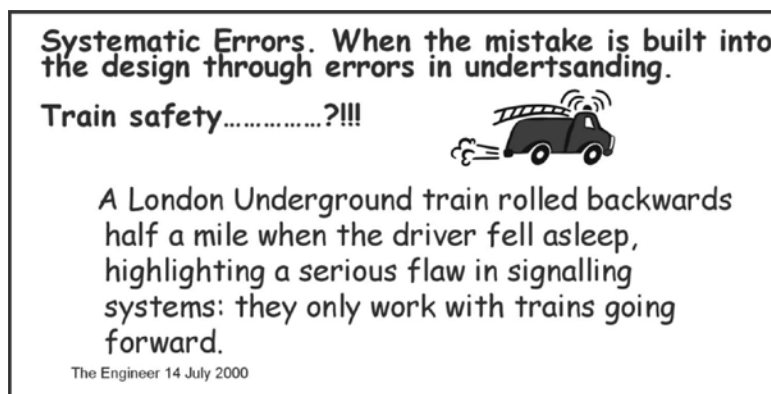 Systematic Errors. When the mistake is built into
the design through errors in undertsanding.
Train safety……………?!!!
A London Underground train rolled backwards
half a mile when the driver fell asleep,
highlighting a serious flaw in signalling
systems: they only work with trains going
forward.
The Engineer 14 July 2000